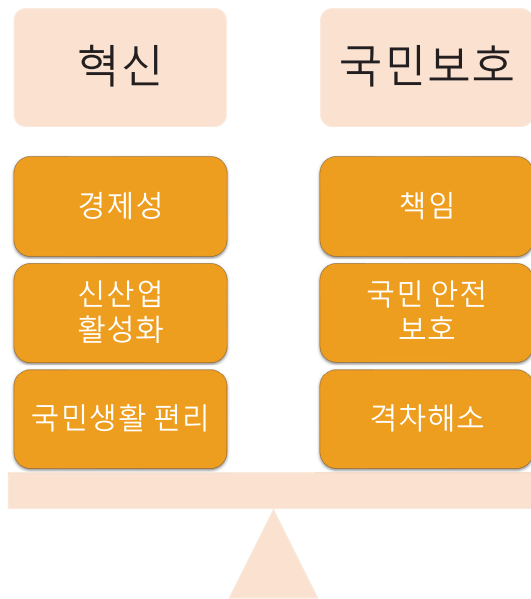 혁신
국민보호
경제성
책임
신산업
활성화
국민 안전
보호
국민생활 편리
격차해소